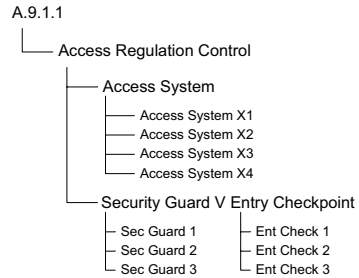 A.9.1.1
Access Regulation Control
Access System
Access System X1
Access System X2
Access System X3
Access System X4
Security Guard V Entry Checkpoint
Sec Guard 1 Ent Check 1
Sec Guard 2 Ent Check 2
Sec Guard 3 Ent Check 3